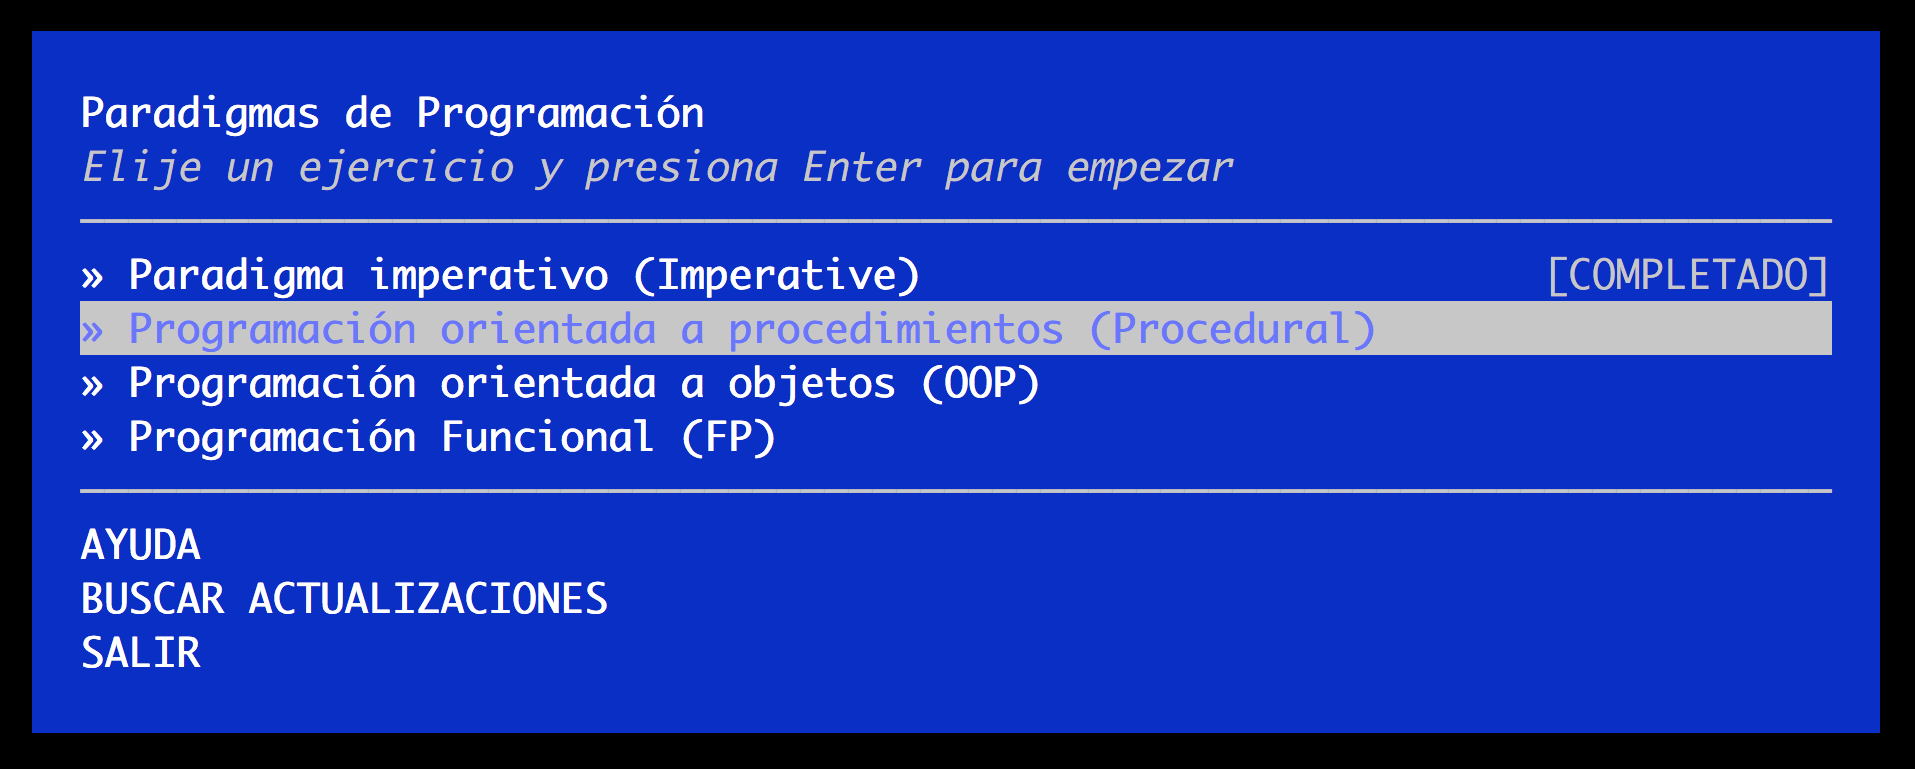 Paradigmas de Programación
Elije un ejercicio y presiona Enter para empezar
» Paradigma imperativo (Imperative) [COMPLETADO]
» Programación orientada a procedimientos (Procedural)
» Programación orientada a objetos (OOP)
» Programación Funcional (FP)
AYUDA
BUSCAR ACTUALIZACIONES
SALIR